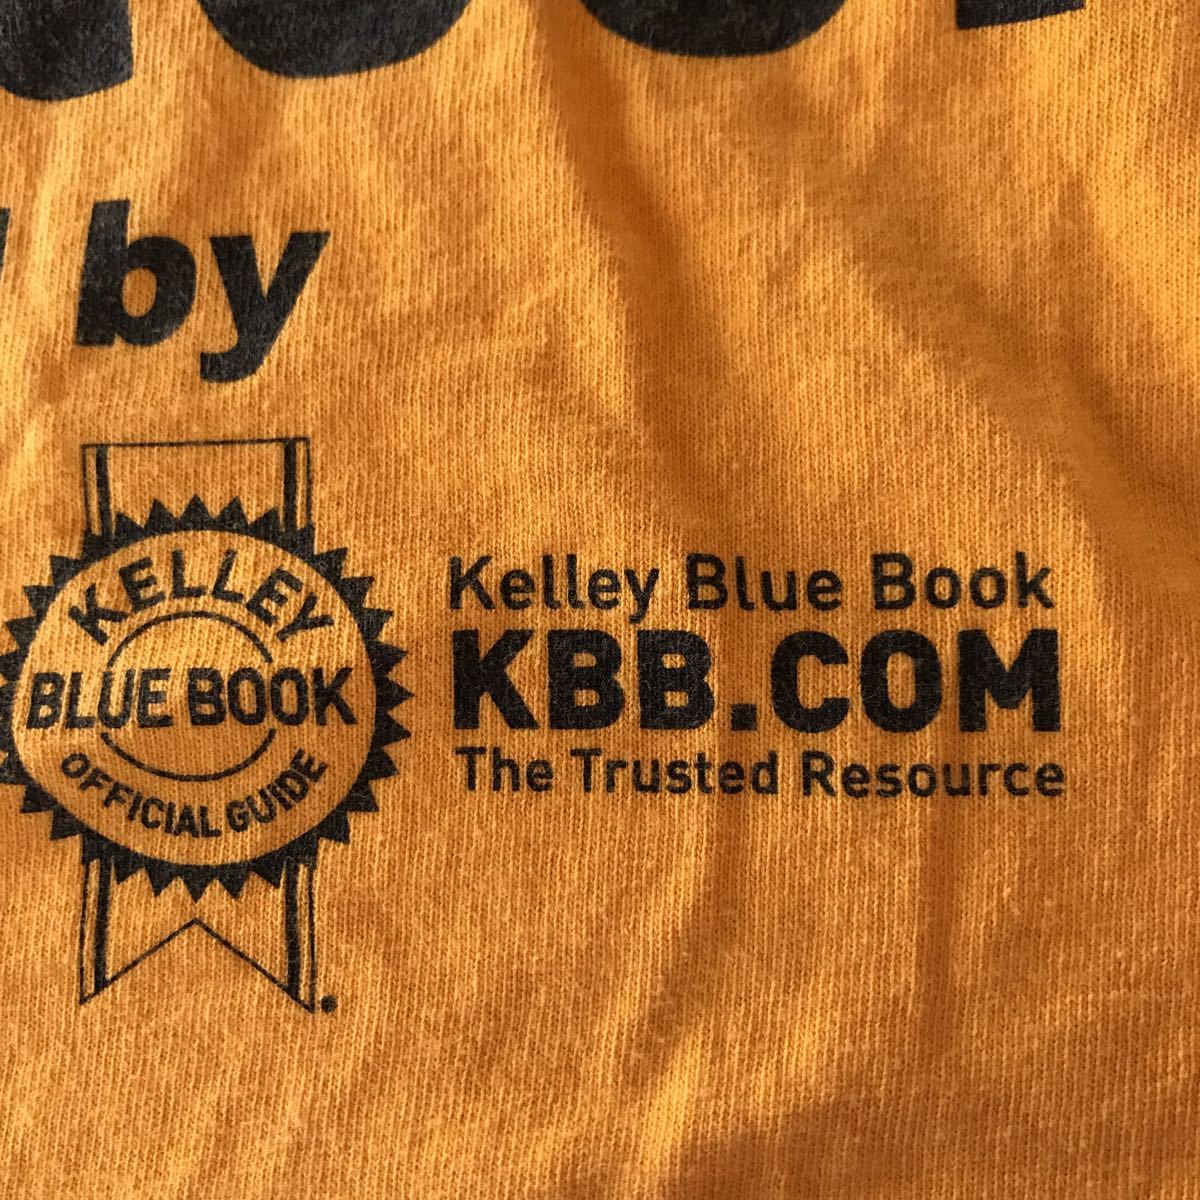 by
KELLEY
BLUE BOOK
OFFICIAL GUIDE
Kelley Blue Book
KBB.COM
The Trusted Resource